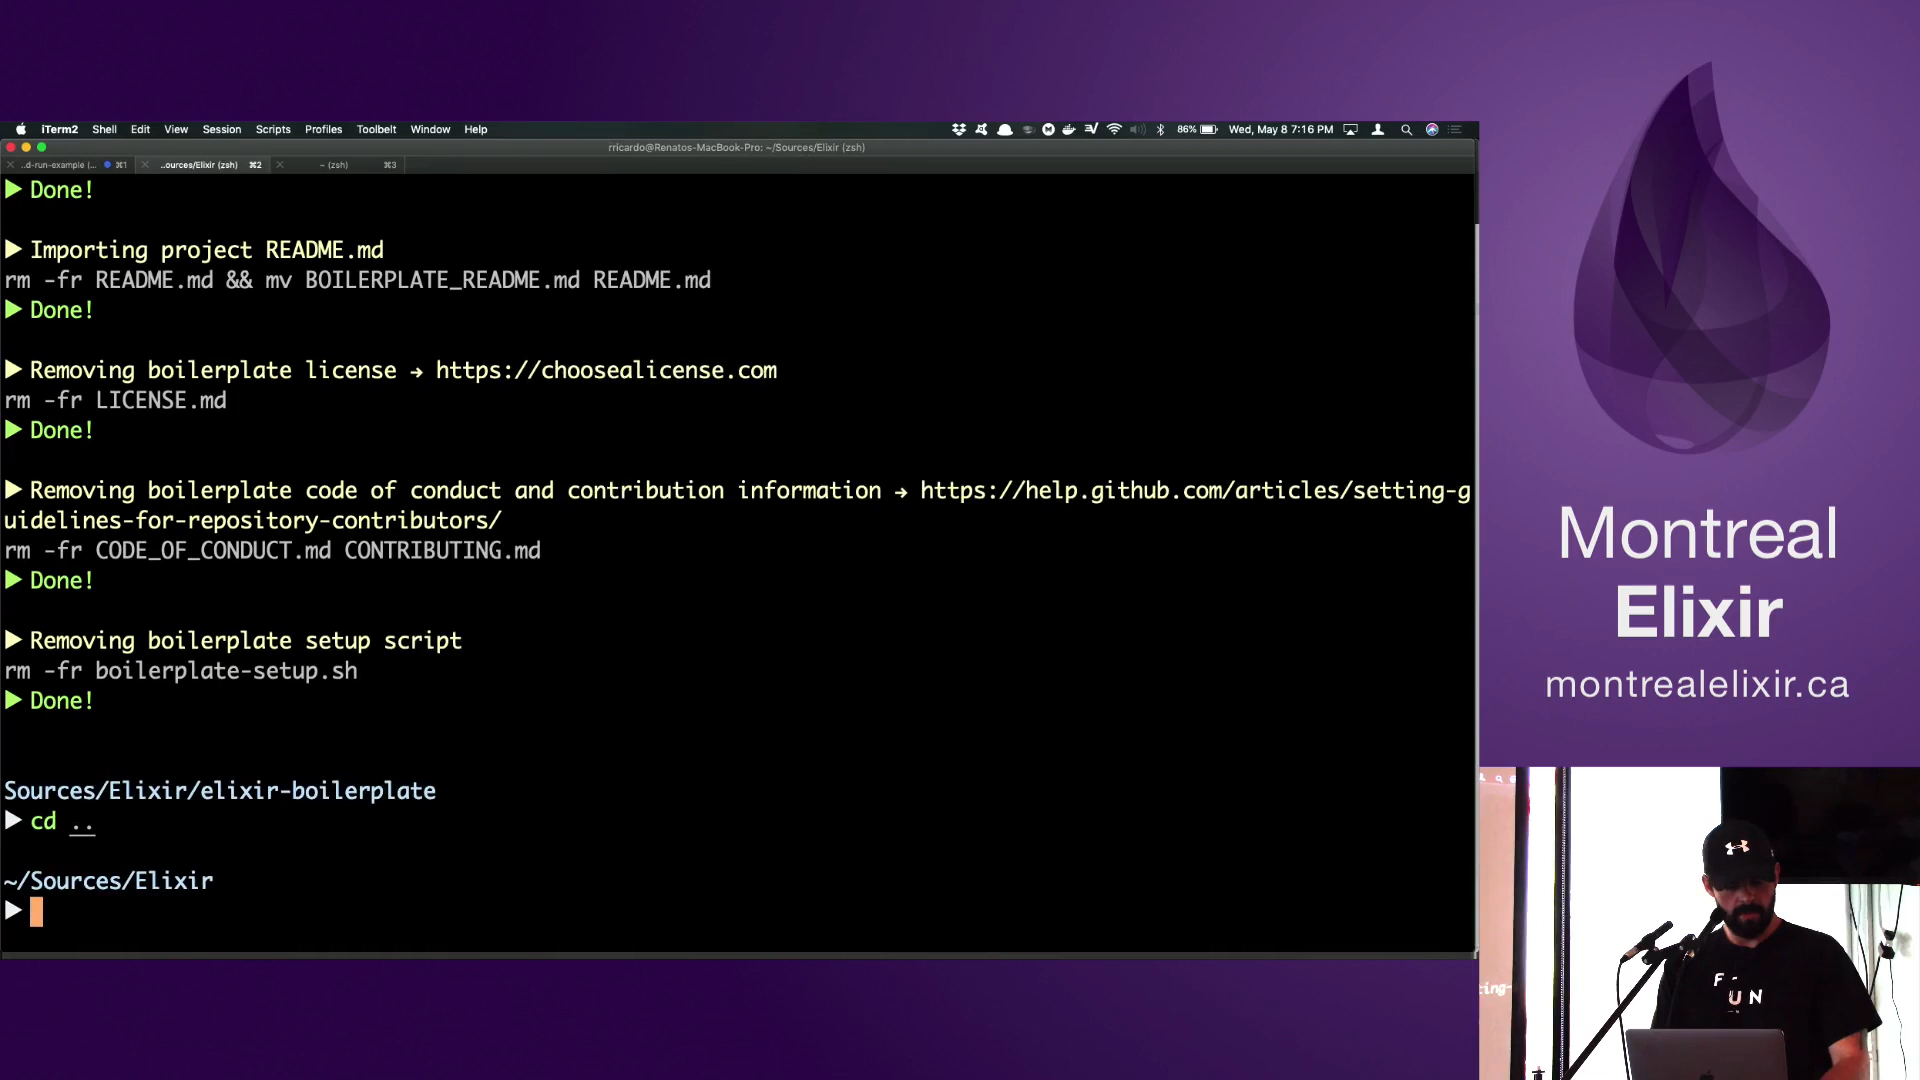 iTerm2 Shell Edit View Session Scripts Profiles Toolbelt Window Help
86% Wed, May 8 7:16 PM
rricardo@Renatos-MacBook-Pro: ~/Sources/Elixir (zsh)
..d-run-example (... ⌘1 ..ources/Elixir (zsh) ⌘2 ~ (zsh) ⌘3
▶ Done!
▶ Importing project README.md
rm -fr README.md && mv BOILERPLATE_README.md README.md
▶ Done!
▶ Removing boilerplate license → https://choosealicense.com
rm -fr LICENSE.md
▶ Done!
▶ Removing boilerplate code of conduct and contribution information → https://help.github.com/articles/setting-g
uidelines-for-repository-contributors/
rm -fr CODE_OF_CONDUCT.md CONTRIBUTING.md
▶ Done!
▶ Removing boilerplate setup script
rm -fr boilerplate-setup.sh
▶ Done!
Sources/Elixir/elixir-boilerplate
▶ cd ..
~/Sources/Elixir
▶
Montreal
Elixir
montrealelixir.ca
ting-
F
UN